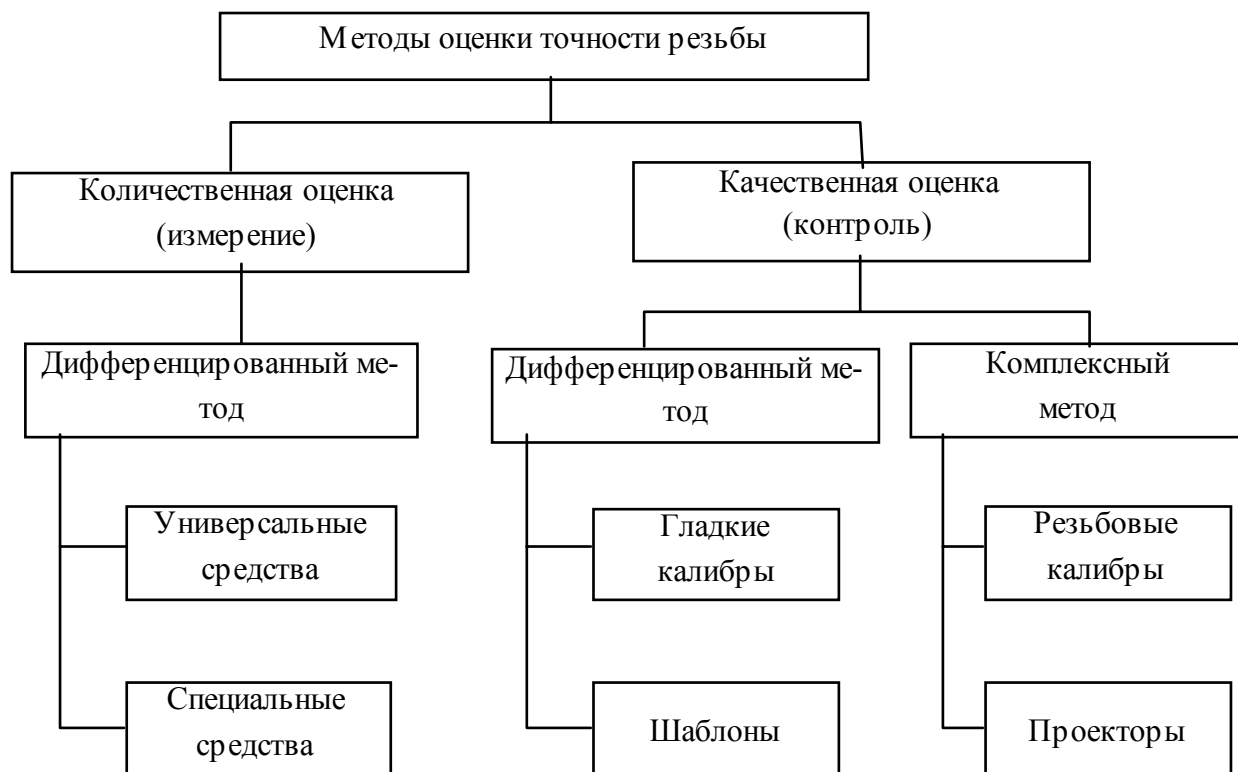 Методы оценки точности резьбы
Количественная оценка
(измерение)
Качественная оценка
(контроль)
Дифференцированный ме-
тод
Дифференцированный ме-
тод
Комплексный
метод
Универсальные
средства
Гладкие
калибры
Резьбовые
калибры
Специальные
средства
Шаблоны
Проекторы